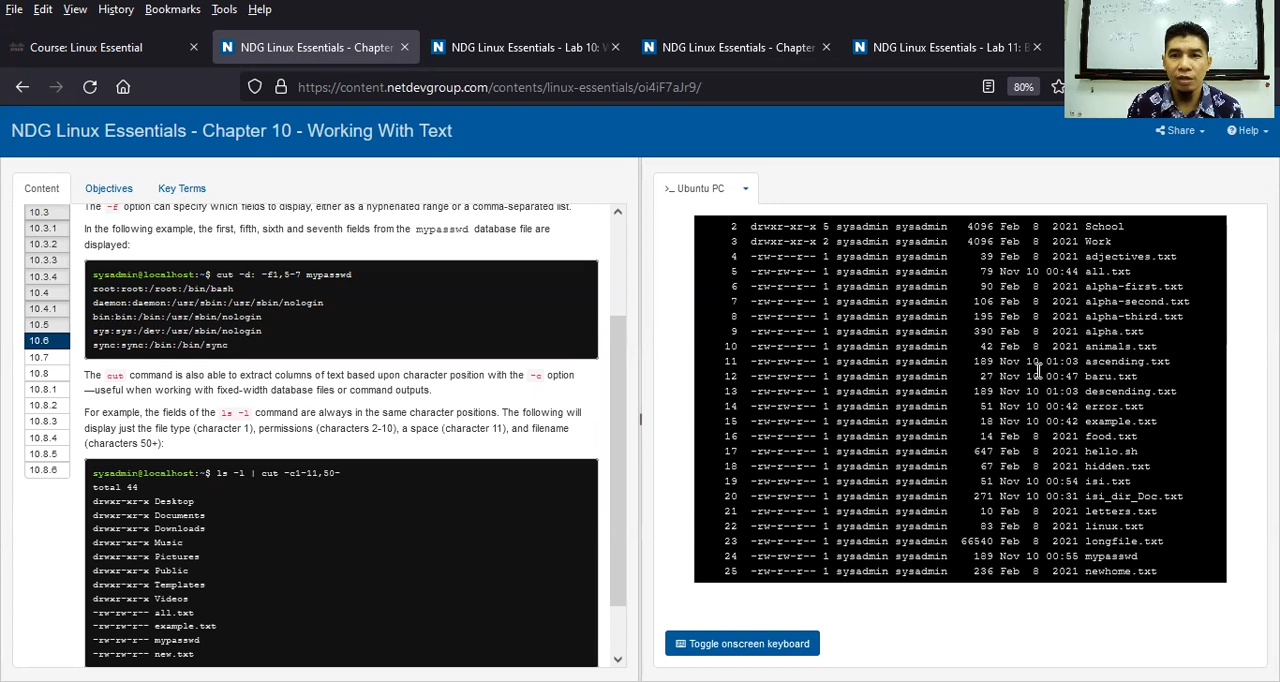 File Edit View History Bookmarks Tools Help
Course: Linux Essential
NDG Linux Essentials - Chapter
NDG Linux Essentials - Lab 10: W
NDG Linux Essentials - Chapter
NDG Linux Essentials - Lab 11: B
https://content.netdevgroup.com/contents/linux-essentials/oi4iF7aJr9/
80%
NDG Linux Essentials - Chapter 10 - Working With Text
Share
Help
Content Objectives Key Terms
10.3
10.3.1
10.3.2
10.3.3
10.3.4
10.4
10.4.1
10.5
10.6
10.7
10.8
10.8.1
10.8.2
10.8.3
10.8.4
10.8.5
10.8.6
The -f option can specify which fields to display, either as a hyphenated range or a comma-separated list.
In the following example, the first, fifth, sixth and seventh fields from the mypasswd database file are
displayed:
sysadmin@localhost:~$ cut -d: -f1,5-7 mypasswd
root:root:/root:/bin/bash
daemon:daemon:/usr/sbin:/usr/sbin/nologin
bin:bin:/bin:/usr/sbin/nologin
sys:sys:/dev:/usr/sbin/nologin
sync:sync:/bin:/bin/sync
The cut command is also able to extract columns of text based upon character position with the -c option
—useful when working with fixed-width database files or command outputs.
For example, the fields of the ls -l command are always in the same character positions. The following will
display just the file type (character 1), permissions (characters 2-10), a space (character 11), and filename
(characters 50+):
sysadmin@localhost:~$ ls -l | cut -c1-11,50-
total 44
drwxr-xr-x Desktop
drwxr-xr-x Documents
drwxr-xr-x Downloads
drwxr-xr-x Music
drwxr-xr-x Pictures
drwxr-xr-x Public
drwxr-xr-x Templates
drwxr-xr-x Videos
-rw-rw-r-- all.txt
-rw-rw-r-- example.txt
-rw-rw-r-- mypasswd
-rw-rw-r-- new.txt
>_ Ubuntu PC
2 drwxr-xr-x 5 sysadmin sysadmin 4096 Feb 8 2021 School
3 drwxr-xr-x 2 sysadmin sysadmin 4096 Feb 8 2021 Work
4 -rw-r--r-- 1 sysadmin sysadmin 39 Feb 8 2021 adjectives.txt
5 -rw-rw-r-- 1 sysadmin sysadmin 79 Nov 10 00:44 all.txt
6 -rw-r--r-- 1 sysadmin sysadmin 90 Feb 8 2021 alpha-first.txt
7 -rw-r--r-- 1 sysadmin sysadmin 106 Feb 8 2021 alpha-second.txt
8 -rw-r--r-- 1 sysadmin sysadmin 195 Feb 8 2021 alpha-third.txt
9 -rw-r--r-- 1 sysadmin sysadmin 390 Feb 8 2021 alpha.txt
10 -rw-r--r-- 1 sysadmin sysadmin 42 Feb 8 2021 animals.txt
11 -rw-rw-r-- 1 sysadmin sysadmin 189 Nov 10 01:03 ascending.txt
12 -rw-rw-r-- 1 sysadmin sysadmin 27 Nov 10 00:47 baru.txt
13 -rw-rw-r-- 1 sysadmin sysadmin 189 Nov 10 01:03 descending.txt
14 -rw-rw-r-- 1 sysadmin sysadmin 51 Nov 10 00:42 error.txt
15 -rw-rw-r-- 1 sysadmin sysadmin 18 Nov 10 00:42 example.txt
16 -rw-r--r-- 1 sysadmin sysadmin 14 Feb 8 2021 food.txt
17 -rw-r--r-- 1 sysadmin sysadmin 647 Feb 8 2021 hello.sh
18 -rw-r--r-- 1 sysadmin sysadmin 67 Feb 8 2021 hidden.txt
19 -rw-rw-r-- 1 sysadmin sysadmin 51 Nov 10 00:54 isi.txt
20 -rw-rw-r-- 1 sysadmin sysadmin 271 Nov 10 00:31 isi_dir_Doc.txt
21 -rw-r--r-- 1 sysadmin sysadmin 10 Feb 8 2021 letters.txt
22 -rw-r--r-- 1 sysadmin sysadmin 83 Feb 8 2021 linux.txt
23 -rw-r--r-- 1 sysadmin sysadmin 66540 Feb 8 2021 longfile.txt
24 -rw-rw-r-- 1 sysadmin sysadmin 189 Nov 10 00:55 mypasswd
25 -rw-r--r-- 1 sysadmin sysadmin 236 Feb 8 2021 newhome.txt
Toggle onscreen keyboard